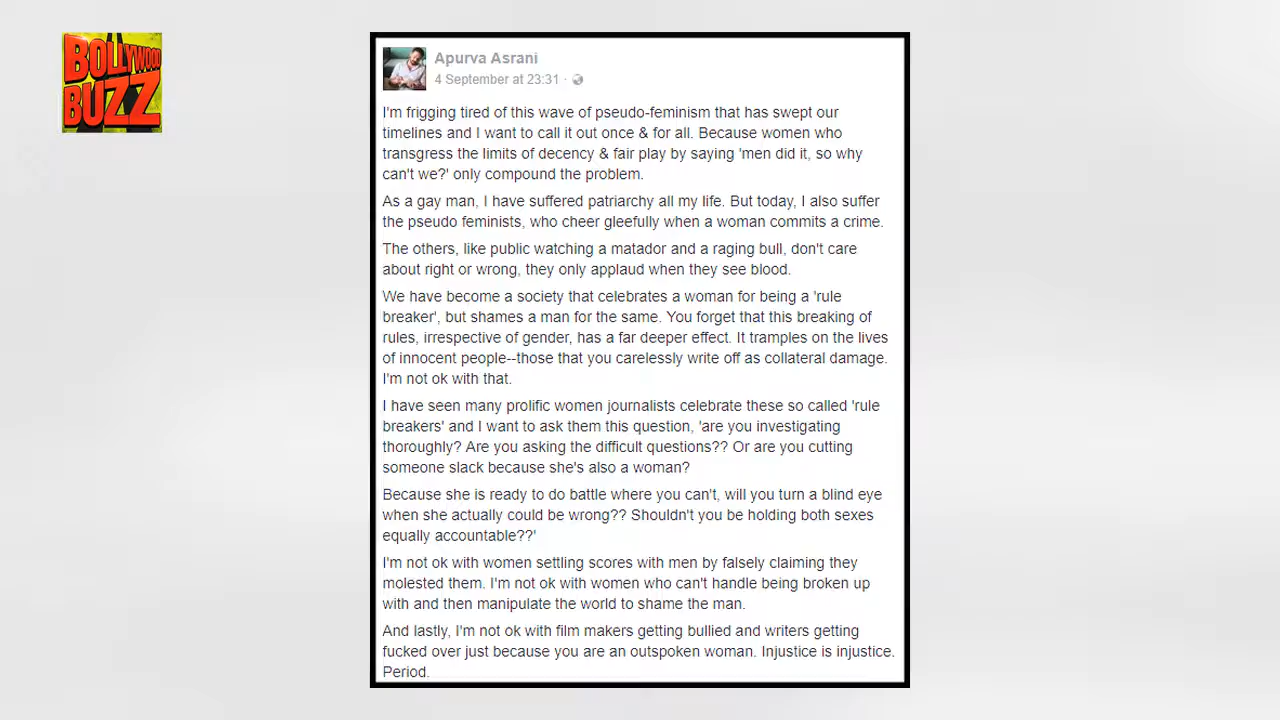 BOLLYWOOD
BUZZ
Apurva Asrani
4 September at 23:31 ·
I'm frigging tired of this wave of pseudo-feminism that has swept our
timelines and I want to call it out once & for all. Because women who
transgress the limits of decency & fair play by saying 'men did it, so why
can't we?' only compound the problem.
As a gay man, I have suffered patriarchy all my life. But today, I also suffer
the pseudo feminists, who cheer gleefully when a woman commits a crime.
The others, like public watching a matador and a raging bull, don't care
about right or wrong, they only applaud when they see blood.
We have become a society that celebrates a woman for being a 'rule
breaker', but shames a man for the same. You forget that this breaking of
rules, irrespective of gender, has a far deeper effect. It tramples on the lives
of innocent people--those that you carelessly write off as collateral damage.
I'm not ok with that.
I have seen many prolific women journalists celebrate these so called 'rule
breakers' and I want to ask them this question, 'are you investigating
thoroughly? Are you asking the difficult questions?? Or are you cutting
someone slack because she's also a woman?
Because she is ready to do battle where you can't, will you turn a blind eye
when she actually could be wrong?? Shouldn't you be holding both sexes
equally accountable??'
I'm not ok with women settling scores with men by falsely claiming they
molested them. I'm not ok with women who can't handle being broken up
with and then manipulate the world to shame the man.
And lastly, I'm not ok with film makers getting bullied and writers getting
fucked over just because you are an outspoken woman. Injustice is injustice.
Period.